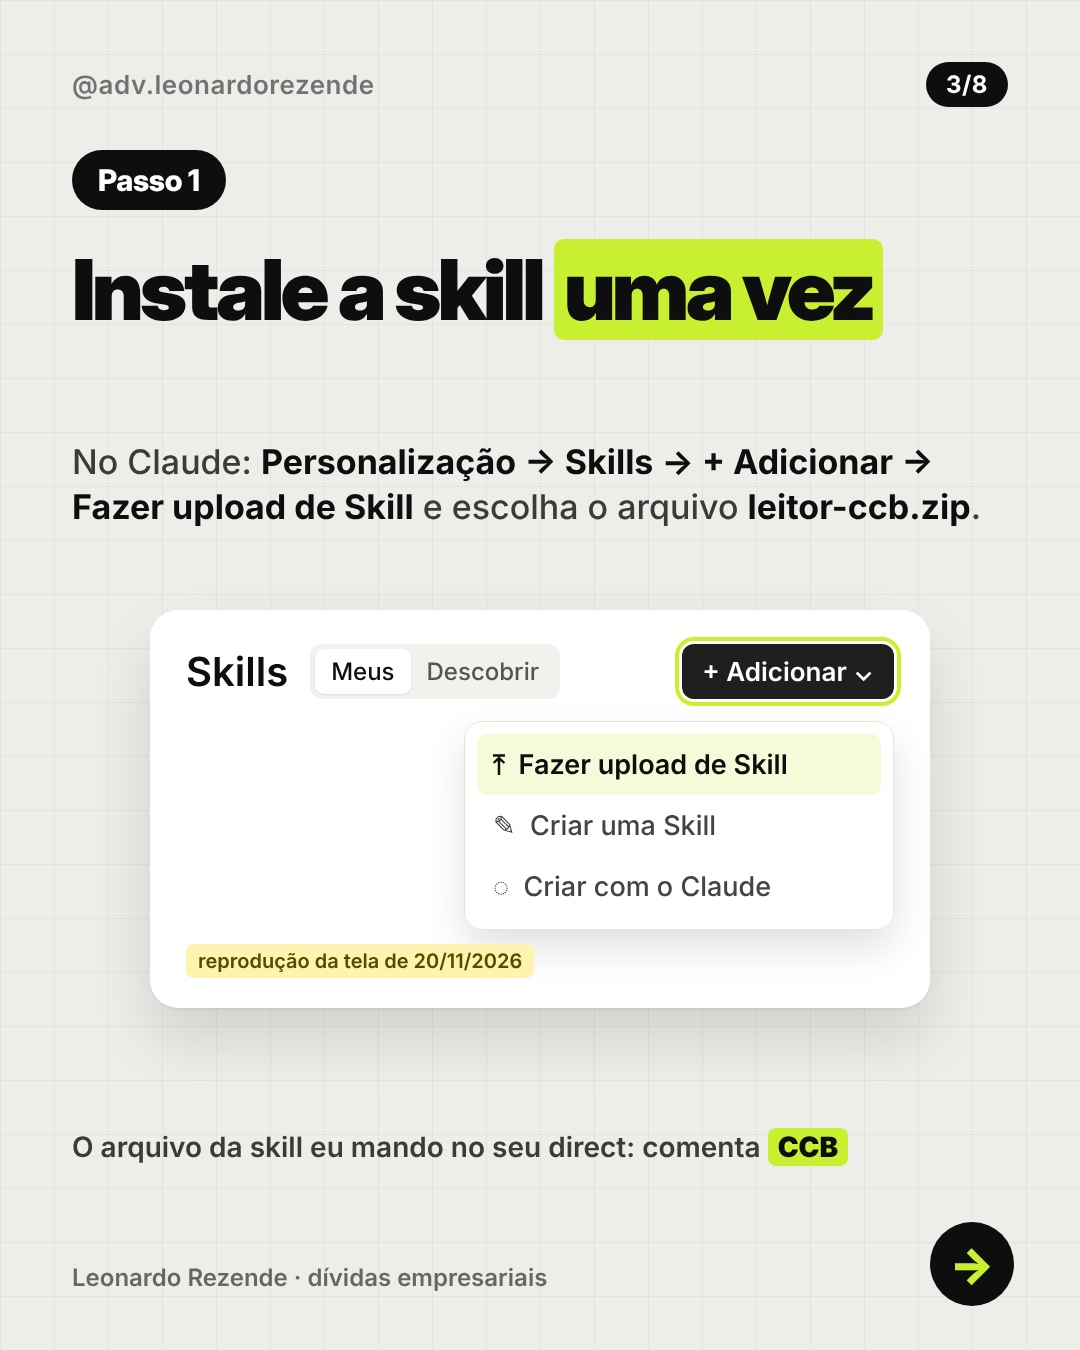 @adv.leonardorezende
3/8
Passo 1
Instale a skill uma vez
No Claude: Personalização → Skills → + Adicionar →
Fazer upload de Skill e escolha o arquivo leitor-ccb.zip.
Skills
Meus
Descobrir
+ Adicionar
Fazer upload de Skill
Criar uma Skill
Criar com o Claude
reprodução da tela de 20/11/2026
O arquivo da skill eu mando no seu direct: comenta CCB
Leonardo Rezende · dívidas empresariais